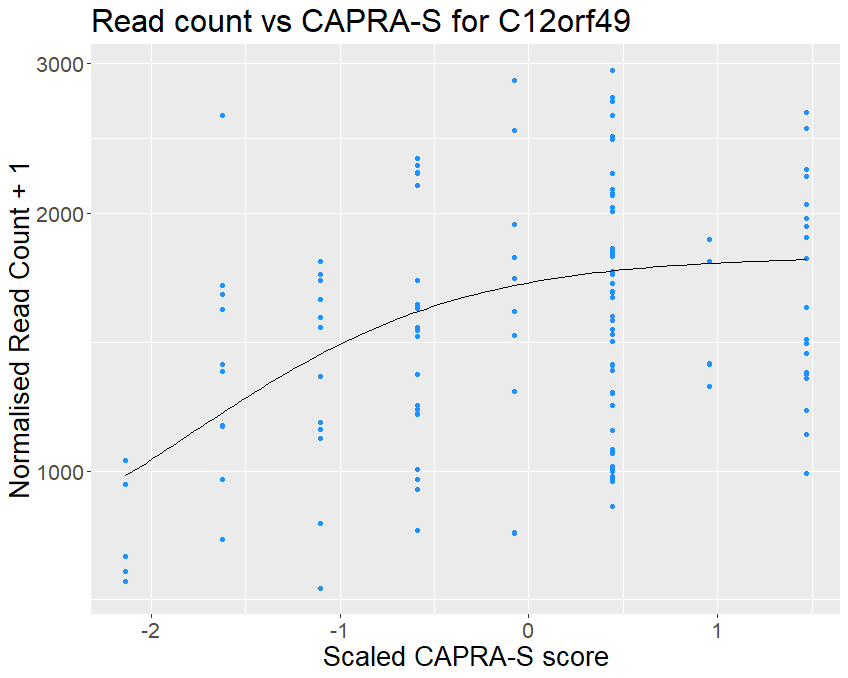 Read count vs CAPRA-S for C12orf49
Normalised Read Count + 1
3000
2000
1000
-2
-1
0
1
Scaled CAPRA-S score